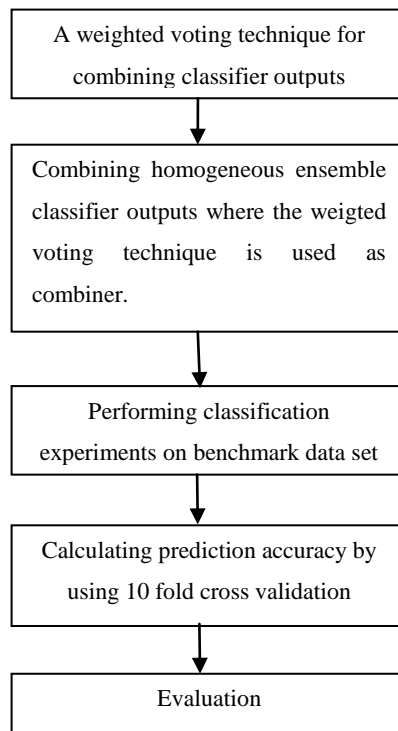 A weighted voting technique for
combining classifier outputs
Combining homogeneous ensemble
classifier outputs where the weigted
voting technique is used as
combiner.
Performing classification
experiments on benchmark data set
Calculating prediction accuracy by
using 10 fold cross validation
Evaluation